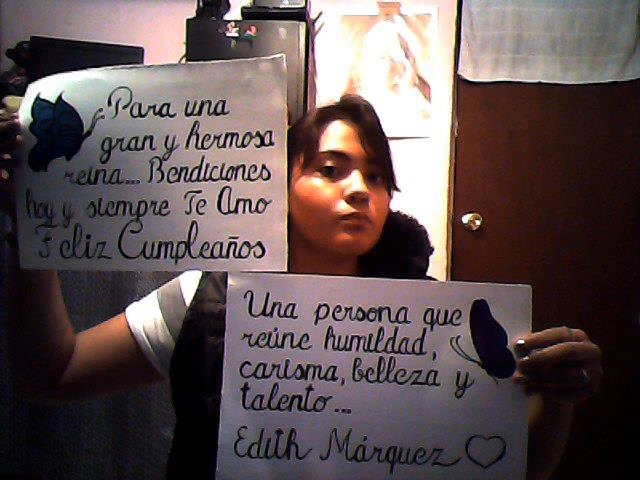 Para una
gran y hermosa
reina... Bendiciones
hoy y siempre Te Amo
Feliz Cumpleaños
Una persona que
reúne humildad,
carisma, belleza y
talento...
Edith Márquez